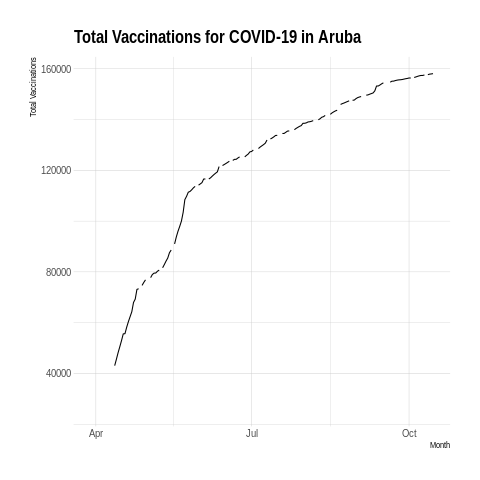 Total Vaccinations for COVID-19 in Aruba
Total Vaccinations
160000
120000
80000
40000
Apr Jul Oct
Month